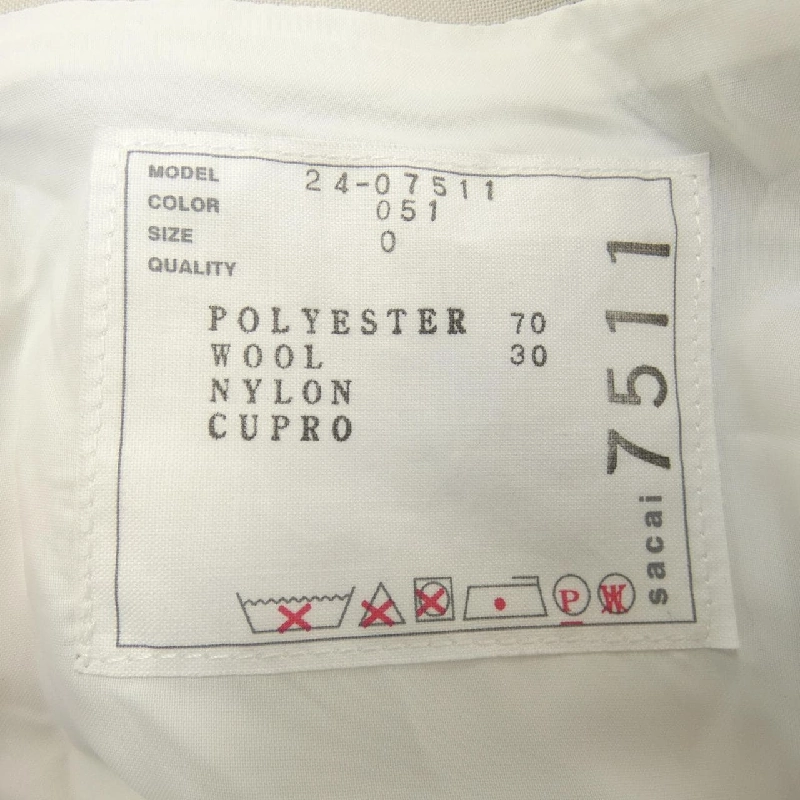 MODEL 24-07511
COLOR 051
SIZE 0
QUALITY
POLYESTER 70
WOOL 30
NYLON
CUPRO
P
W
sacai 7511